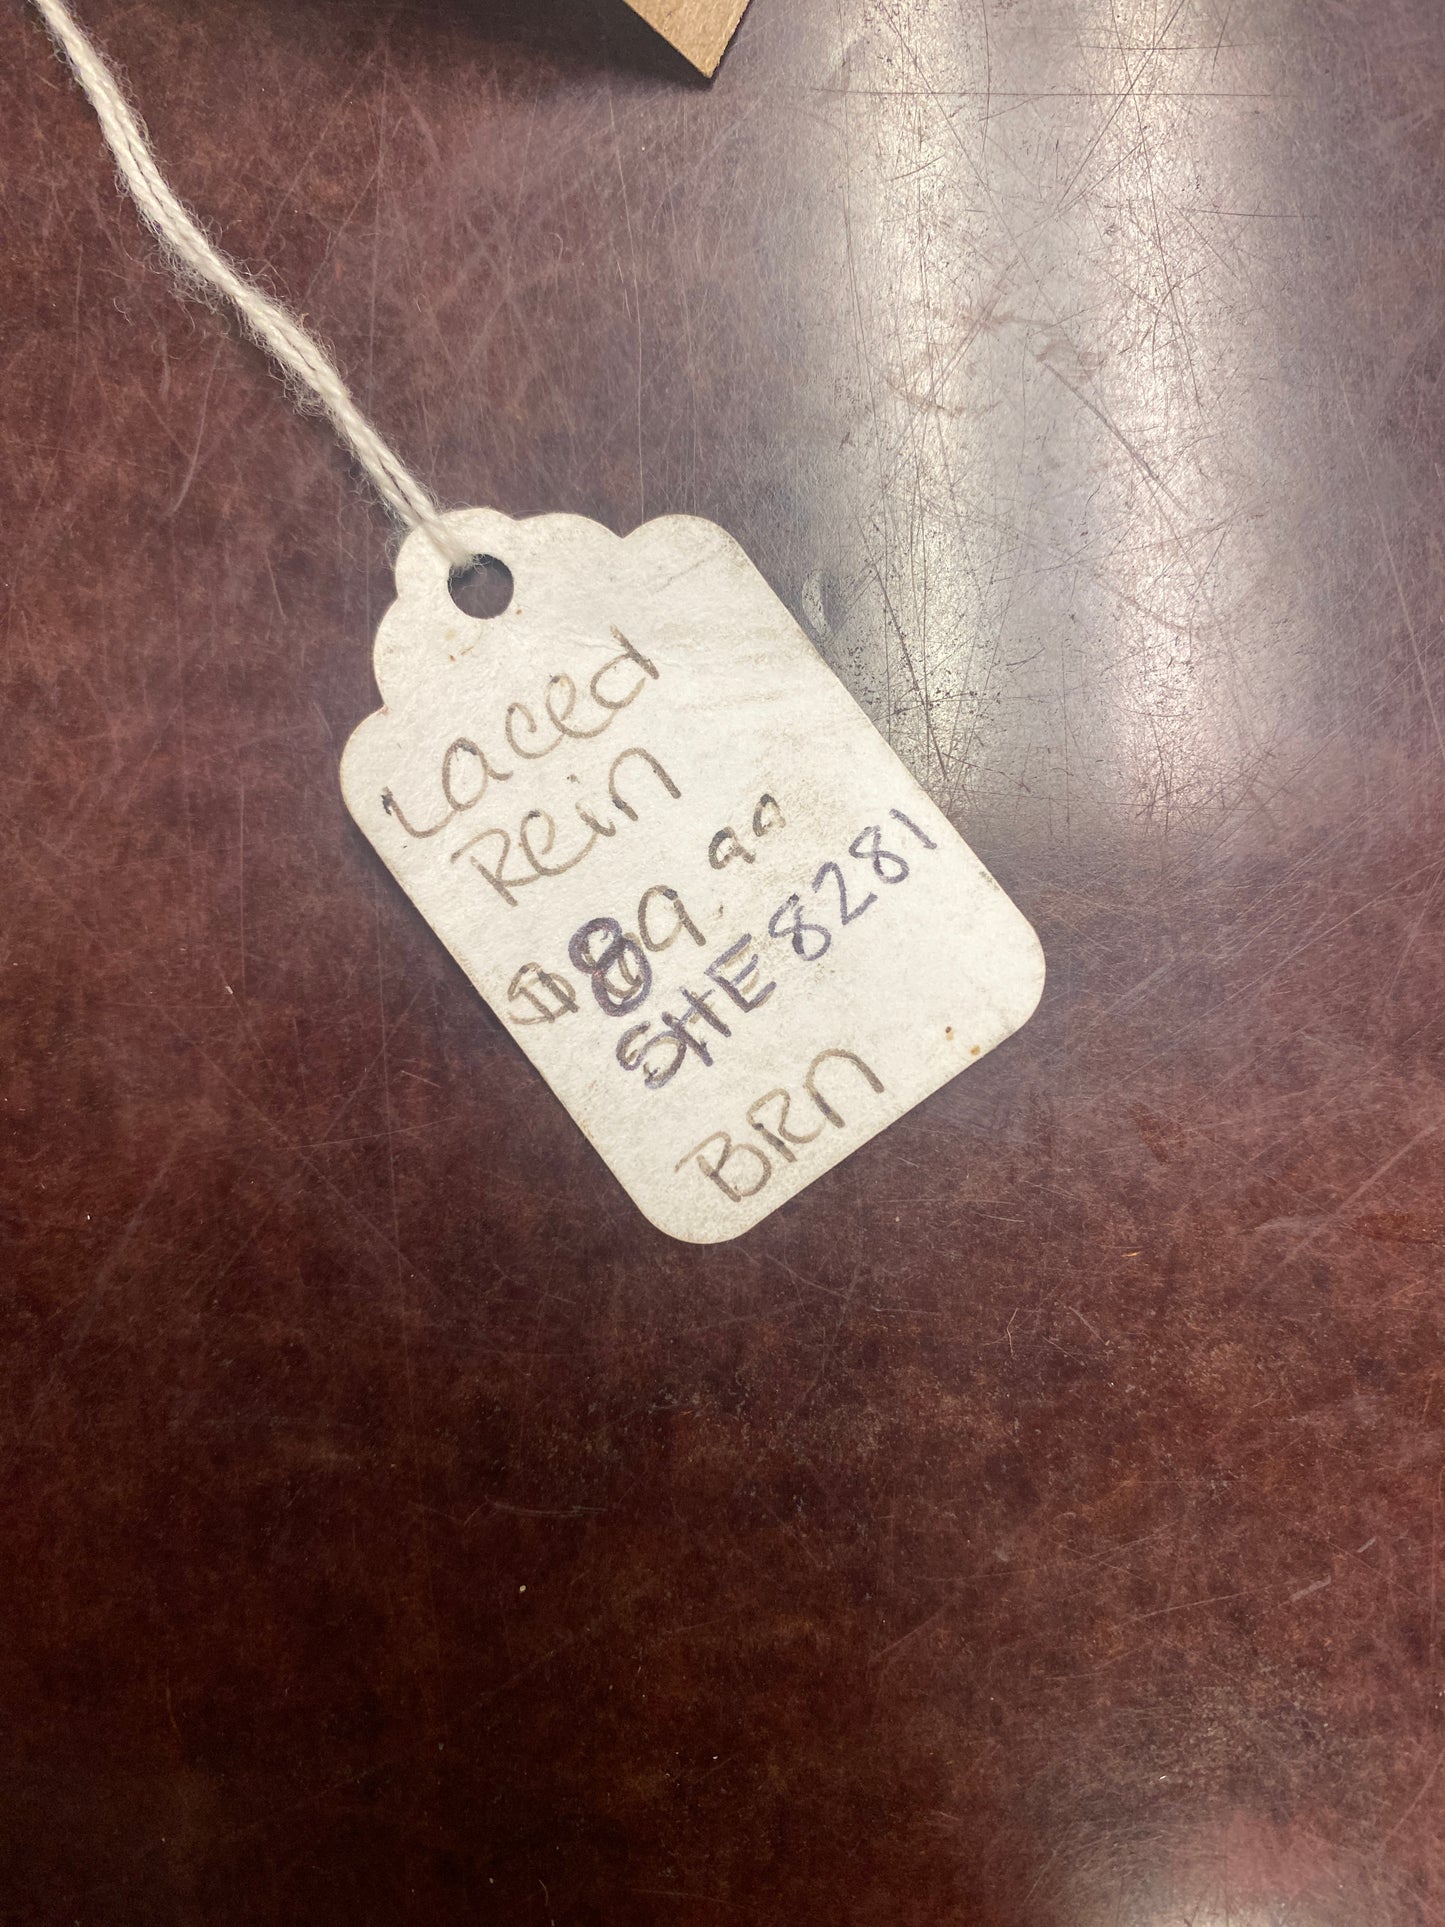 Laced
Rein
$89.99
SHE8281
BRN